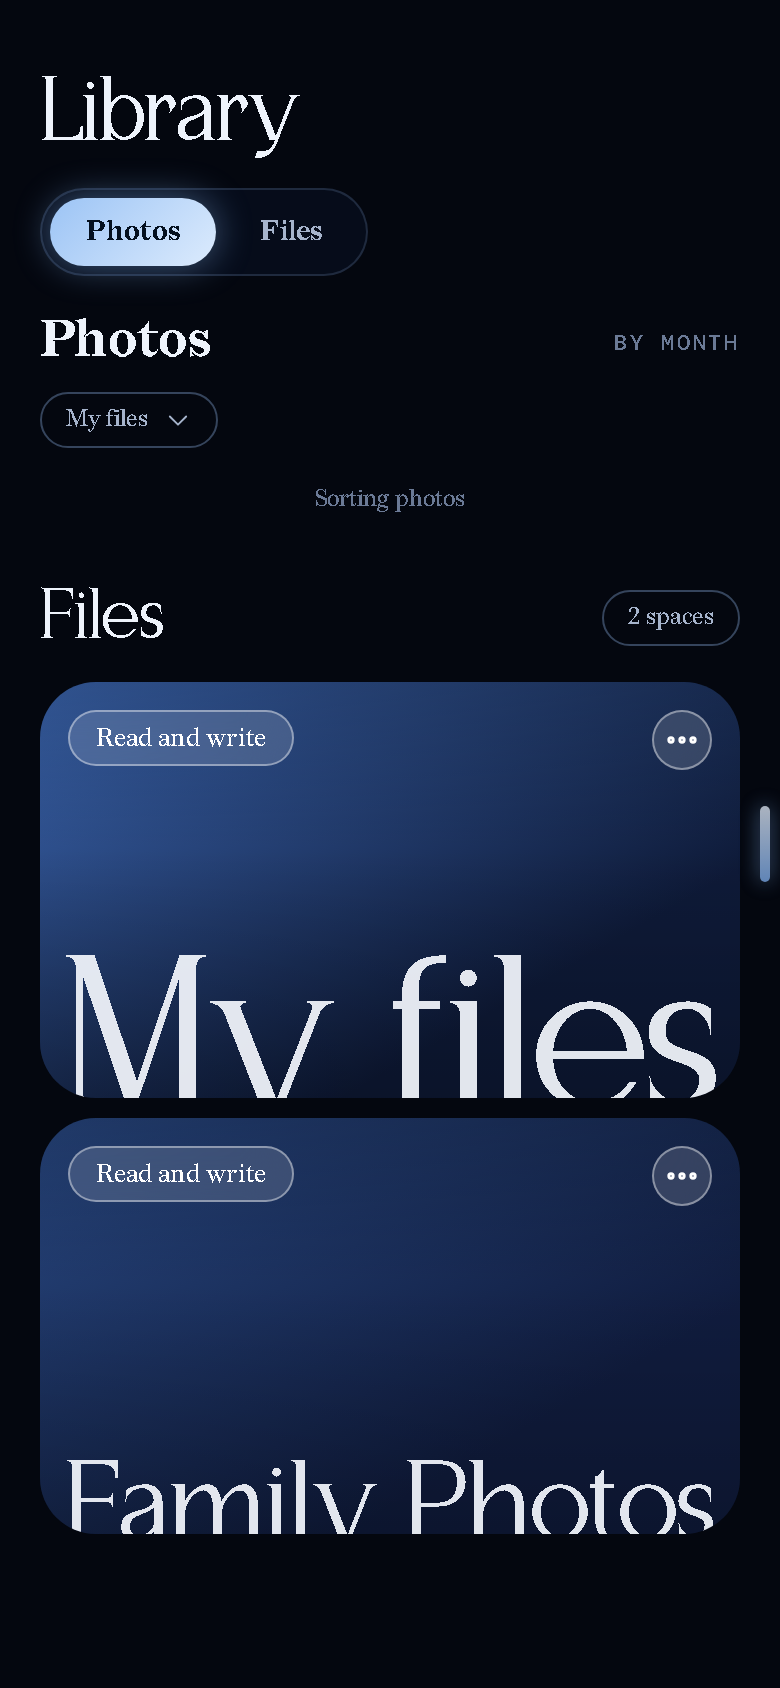 Library
Photos Files
Photos BY MONTH
My files
Sorting photos
Files 2 spaces
Read and write
My files
Read and write
Family Photos